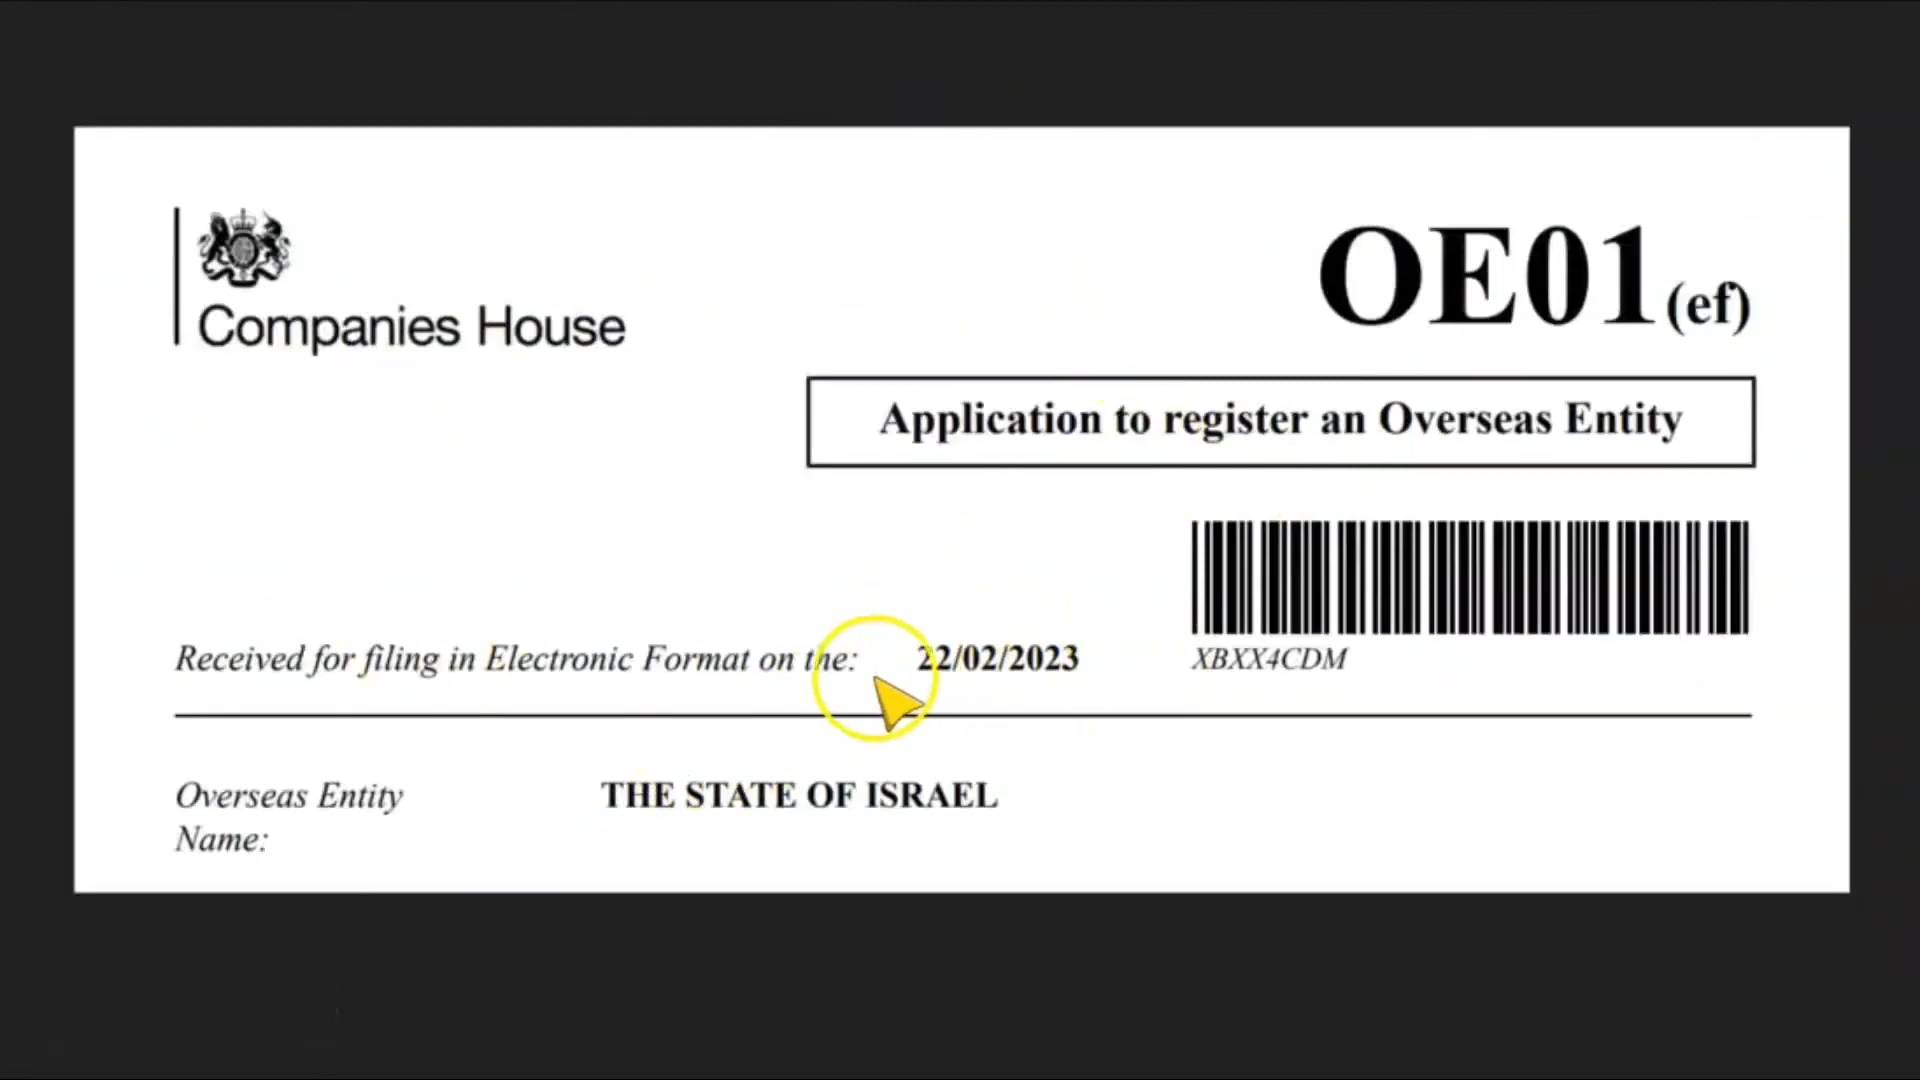 Companies House
OE01(ef)
Application to register an Overseas Entity
Received for filing in Electronic Format on the: 22/02/2023
XBXX4CDM
Overseas Entity THE STATE OF ISRAEL
Name: